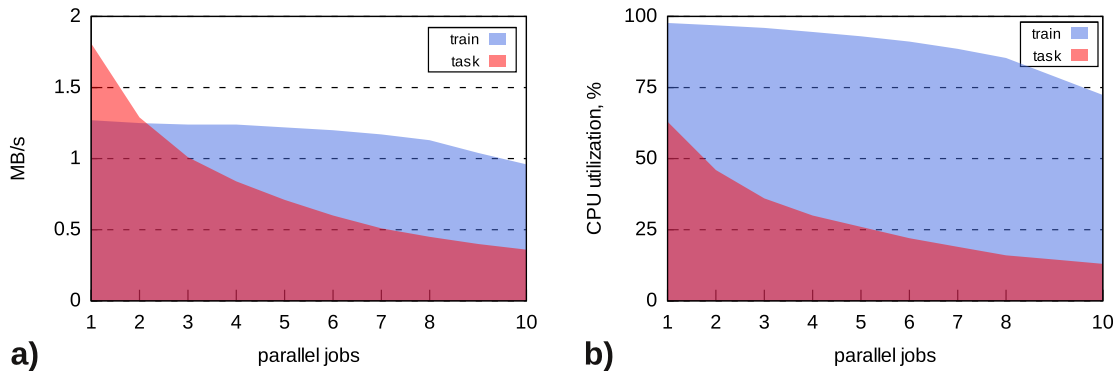 2
1.5
1
0.5
0
MB/s
train
task
1 2 3 4 5 6 7 8 10
parallel jobs
a)
100
75
50
25
0
CPU utilization, %
train
task
1 2 3 4 5 6 7 8 10
parallel jobs
b)